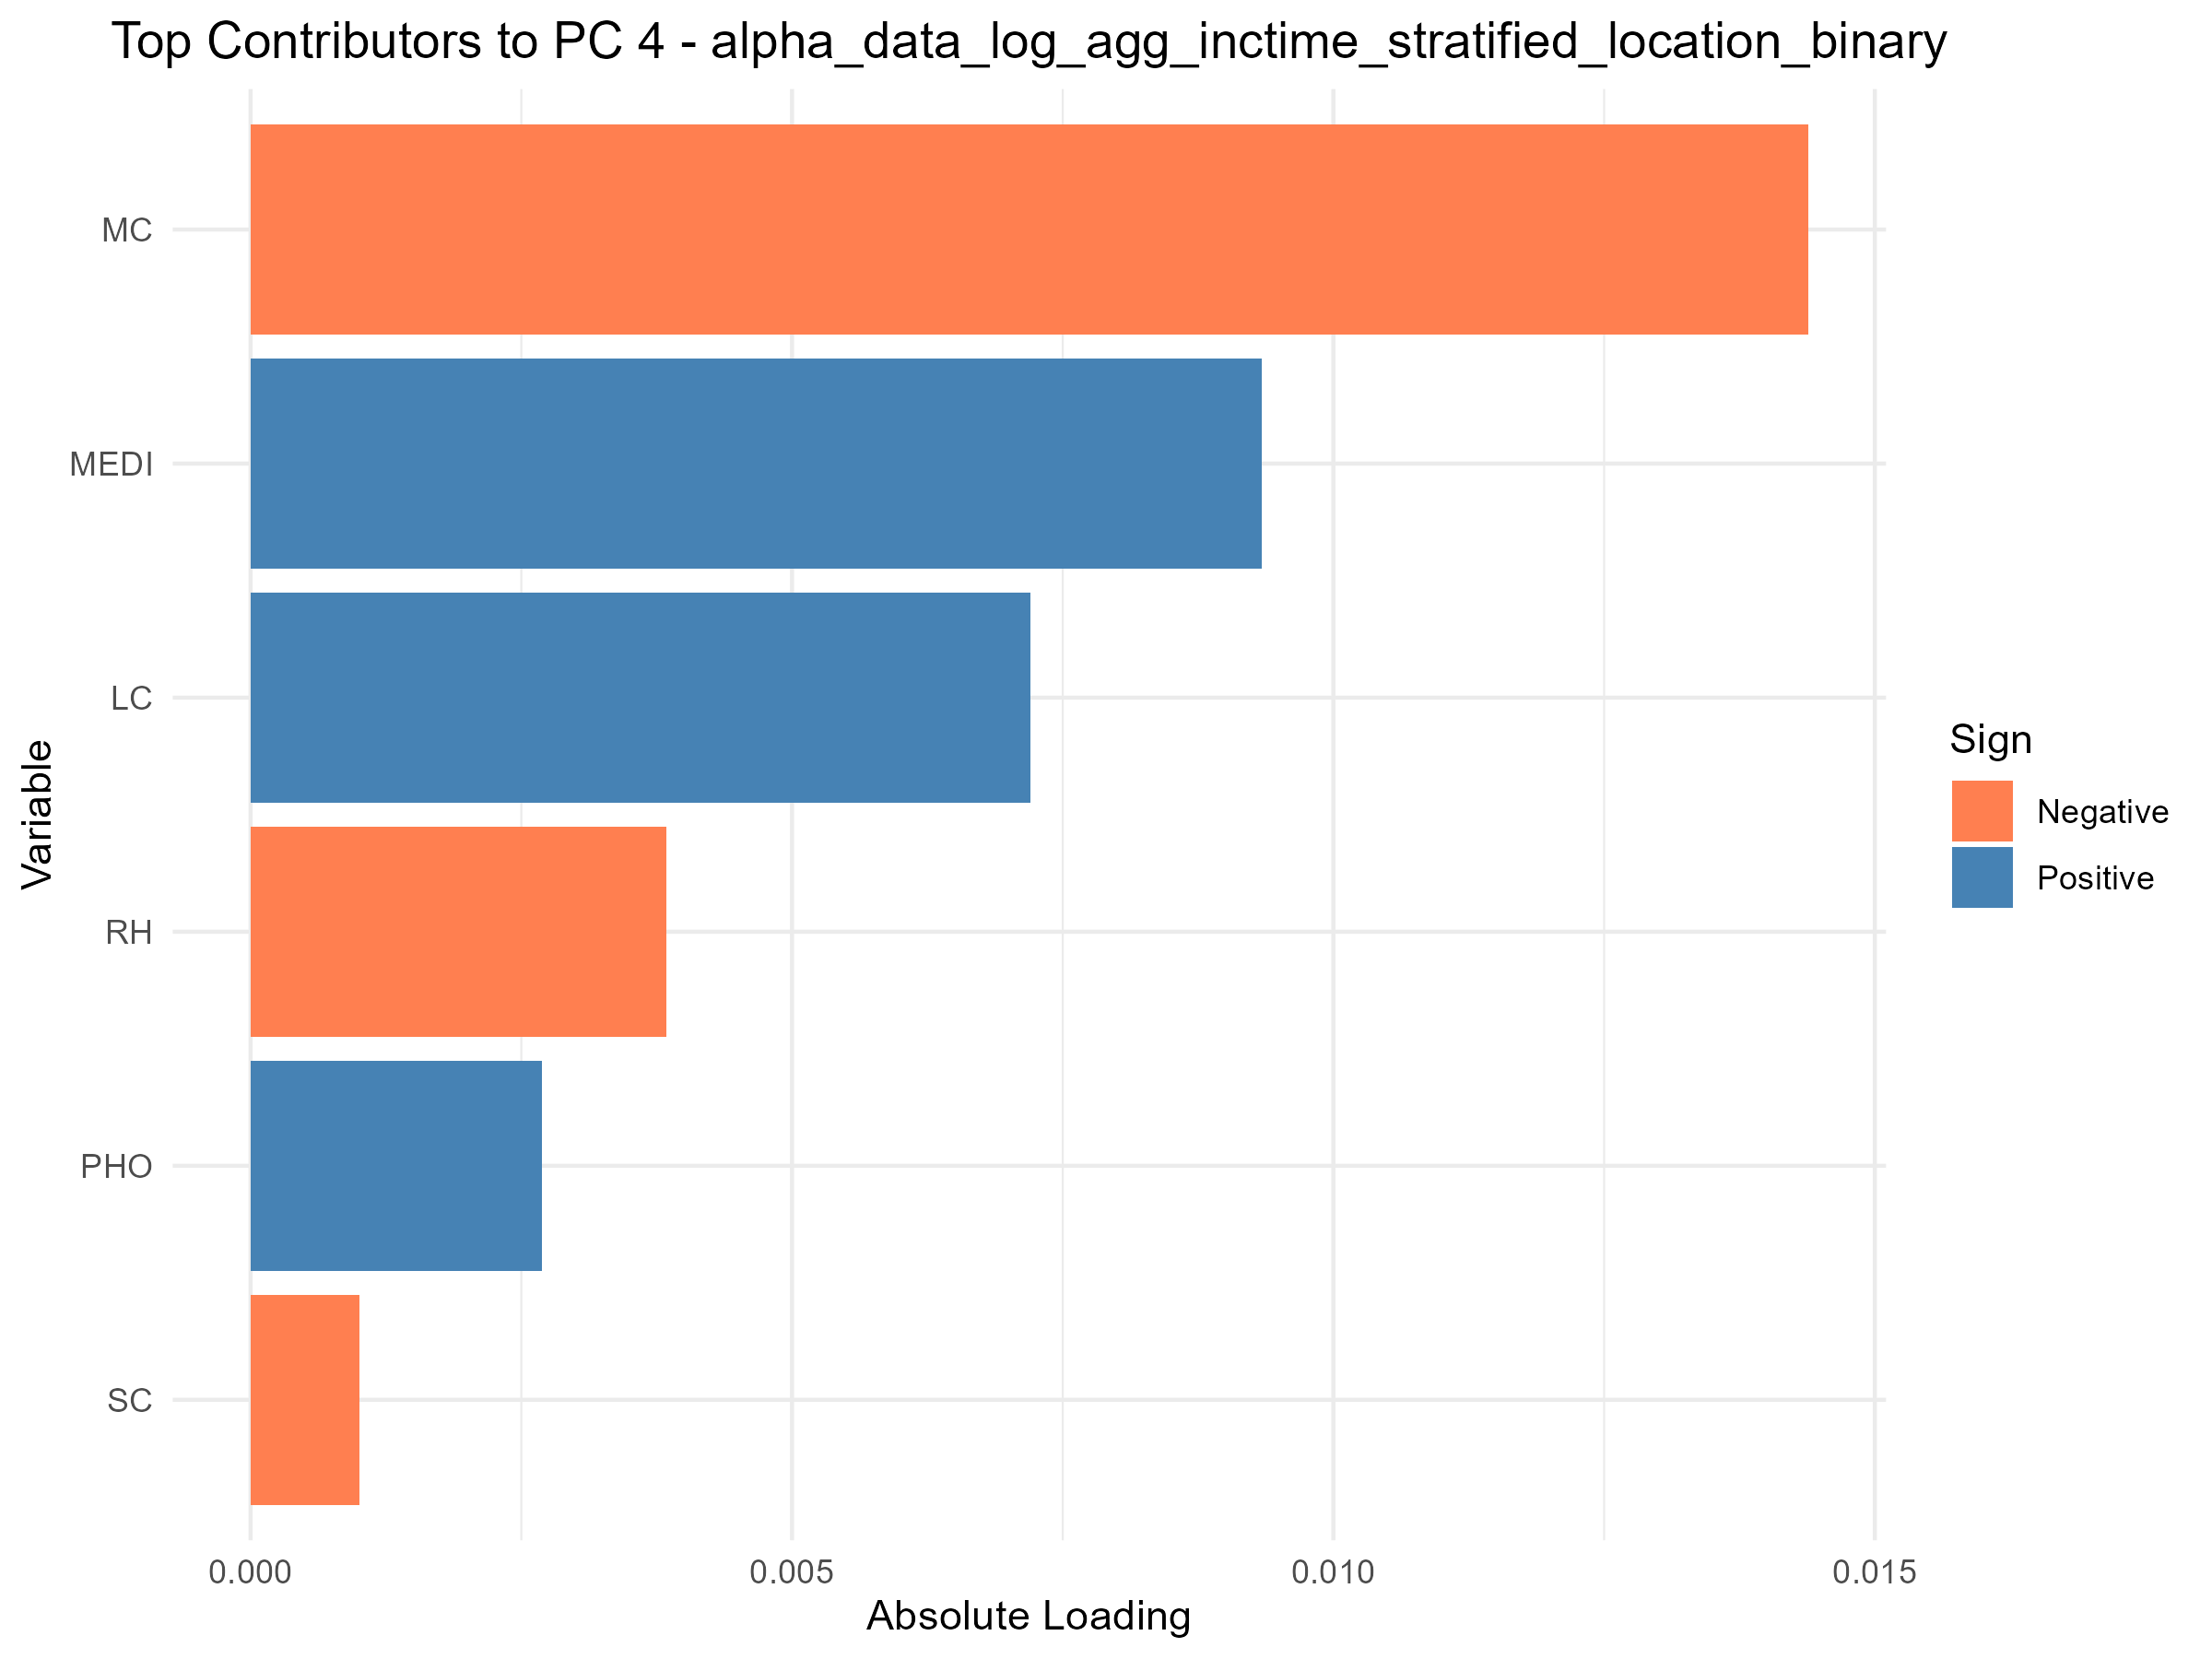 Top Contributors to PC 4 - alpha_data_log_agg_inctime_stratified_location_binary
MC
MEDI
LC
RH
PHO
SC
Variable
0.000
0.005
0.010
0.015
Absolute Loading
Sign
Negative
Positive